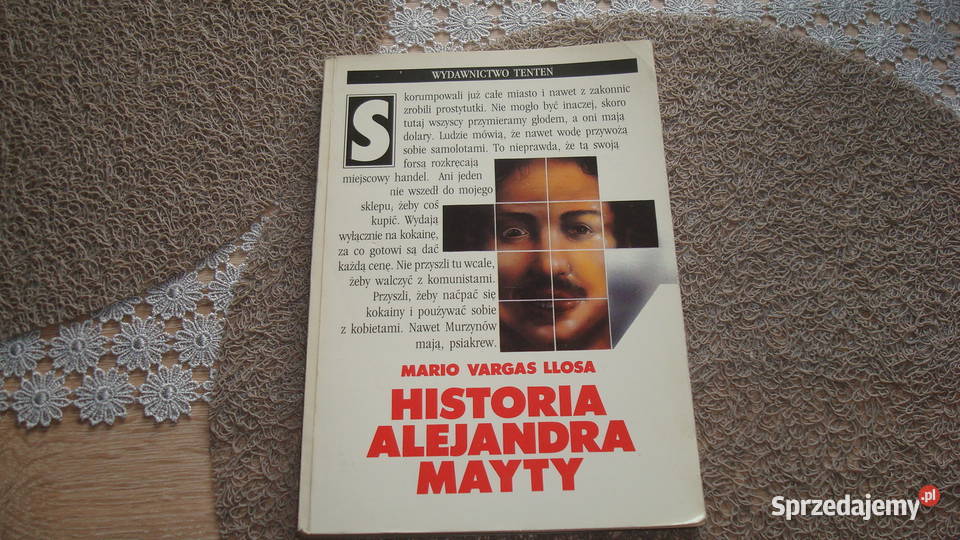 WYDAWNICTWO TENTEN
Skorumpowali już całe miasto i nawet z zakonnic
zrobili prostytutki. Nie mogło być inaczej, skoro
tutaj wszyscy przymieramy głodem, a oni mają
dolary. Ludzie mówią, że nawet wodę przywożą
sobie samolotami. To nieprawda, że tą swoją
forsą rozkręcają
miejscowy handel. Ani jeden
nie wszedł do mojego
sklepu, żeby coś
kupić. Wydają
wyłącznie na kokainę,
za co gotowi są dać
każdą cenę. Nie przyszli tu wcale,
żeby walczyć z komunistami.
Przyszli, żeby naćpać się
kokainy i poużywać sobie
z kobietami. Nawet Murzynów
mają, psiakrew.
MARIO VARGAS LLOSA
HISTORIA
ALEJANDRA
MAYTY
Sprzedajemy.pl